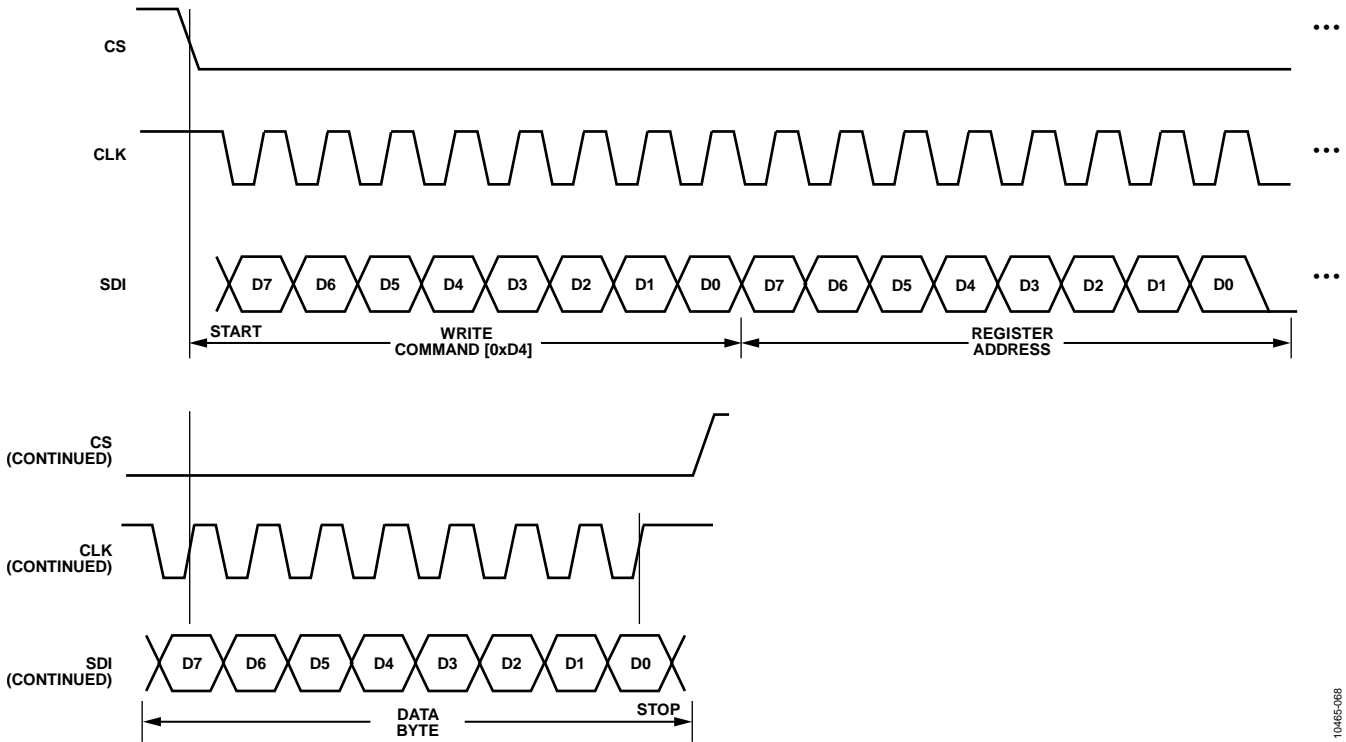 CS
...
CLK
...
SDI
D7 D6 D5 D4 D3 D2 D1 D0 D7 D6 D5 D4 D3 D2 D1 D0
...
START
WRITE
COMMAND [0xD4]
REGISTER
ADDRESS
CS
(CONTINUED)
CLK
(CONTINUED)
SDI
(CONTINUED)
D7 D6 D5 D4 D3 D2 D1 D0
DATA
BYTE
STOP
10465-068